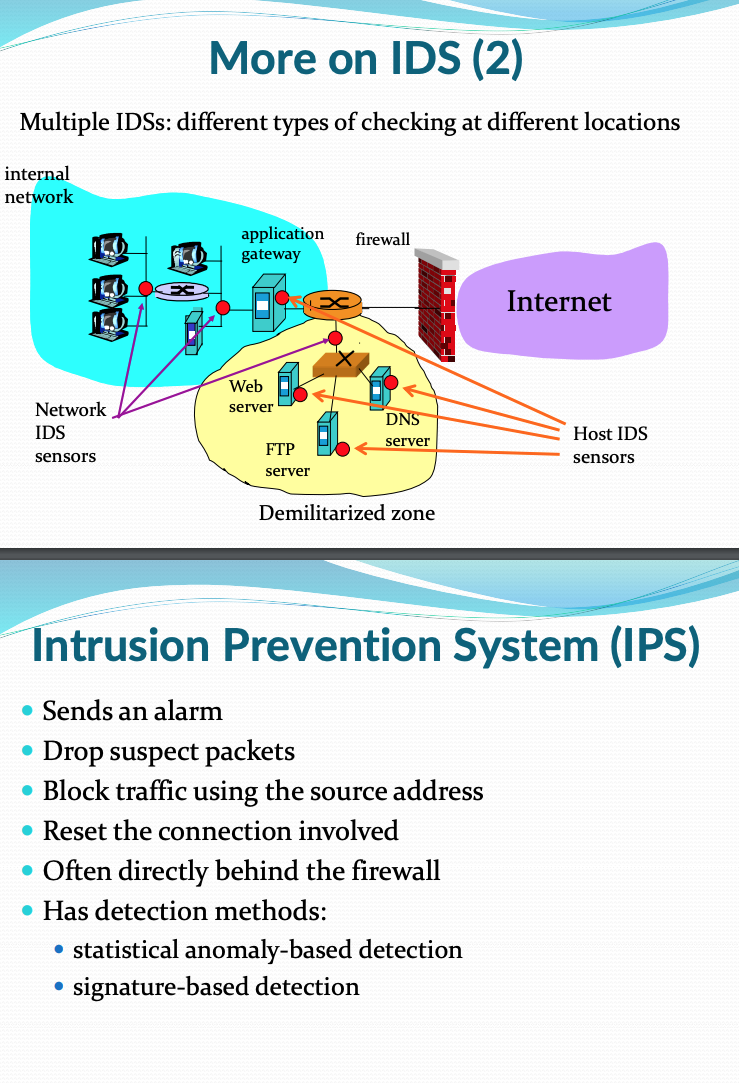 More on IDS (2)
Multiple IDSs: different types of checking at different locations
internal
network
application
gateway
firewall
Internet
Web
server
DNS
server
FTP
server
Network
IDS
sensors
Host IDS
sensors
Demilitarized zone
Intrusion Prevention System (IPS)
• Sends an alarm
• Drop suspect packets
• Block traffic using the source address
• Reset the connection involved
• Often directly behind the firewall
• Has detection methods:
• statistical anomaly-based detection
• signature-based detection